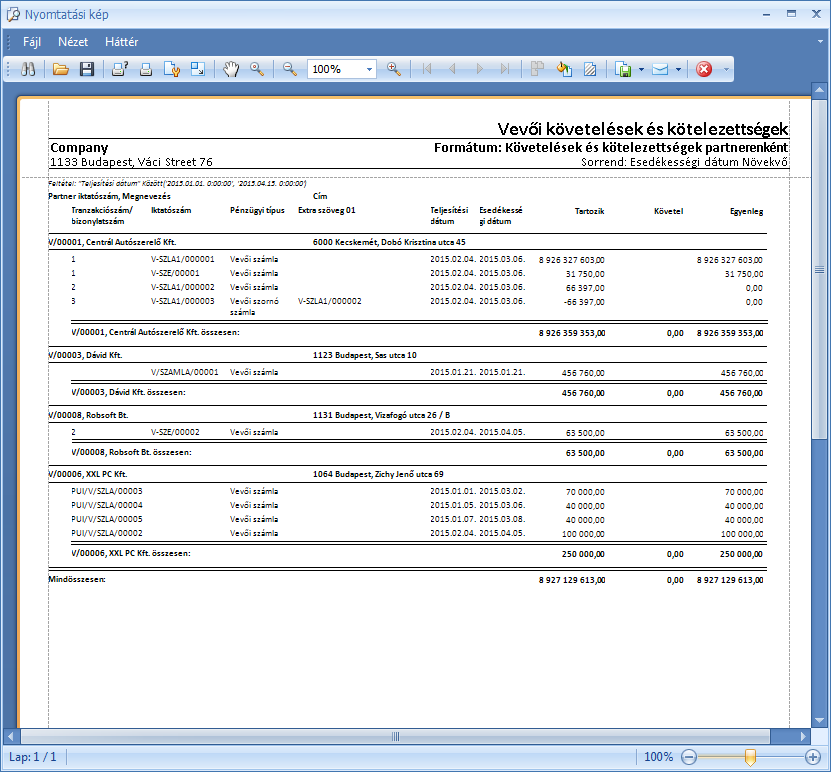 Nyomtatási kép
Fájl Nézet Háttér
100%
Vevői követelések és kötelezettségek
Company Formátum: Követelések és kötelezettségek partnerenként
1133 Budapest, Váci Street 76 Sorrend: Esedékességi dátum Növekvő
Feltétel: "Teljesítési dátum" Között('2015.01.01. 0:00:00', '2015.04.15. 0:00:00')
Partner iktatószám, Megnevezés Cím
Tranzakciószám/ Iktatószám Pénzügyi típus Extra szöveg 01 Teljesítési Esedékessé Tartozik Követel Egyenleg
bizonylatszám dátum gi dátum
V/00001, Centrál Autószerelő Kft. 6000 Kecskemét, Dobó Krisztina utca 45
1 V-SZLA1/000001 Vevői számla 2015.02.04. 2015.03.06. 8 926 327 603,00 8 926 327 603,00
1 V-SZE/00001 Vevői számla 2015.02.04. 2015.03.06. 31 750,00 31 750,00
2 V-SZLA1/000002 Vevői számla 2015.02.04. 2015.03.06. 66 397,00 0,00
3 V-SZLA1/000003 Vevői szornó V-SZLA1/000002 2015.02.04. 2015.03.06. -66 397,00 0,00
számla
V/00001, Centrál Autószerelő Kft. összesen: 8 926 359 353,00 0,00 8 926 359 353,00
V/00003, Dávid Kft. 1123 Budapest, Sas utca 10
V/SZAMLA/00001 Vevői számla 2015.01.21. 2015.01.21. 456 760,00 456 760,00
V/00003, Dávid Kft. összesen: 456 760,00 0,00 456 760,00
V/00008, Robsoft Bt. 1131 Budapest, Vizafogó utca 26 / B
2 V-SZE/00002 Vevői számla 2015.02.04. 2015.04.05. 63 500,00 63 500,00
V/00008, Robsoft Bt. összesen: 63 500,00 0,00 63 500,00
V/00006, XXL PC Kft. 1064 Budapest, Zichy Jenő utca 69
PUI/V/SZLA/00003 Vevői számla 2015.01.01. 2015.03.02. 70 000,00 70 000,00
PUI/V/SZLA/00004 Vevői számla 2015.01.05. 2015.03.06. 40 000,00 40 000,00
PUI/V/SZLA/00005 Vevői számla 2015.01.07. 2015.03.08. 40 000,00 40 000,00
PUI/V/SZLA/00002 Vevői számla 2015.02.04. 2015.04.05. 100 000,00 100 000,00
V/00006, XXL PC Kft. összesen: 250 000,00 0,00 250 000,00
Mindösszesen: 8 927 129 613,00 0,00 8 927 129 613,00
Lap: 1 / 1 100%